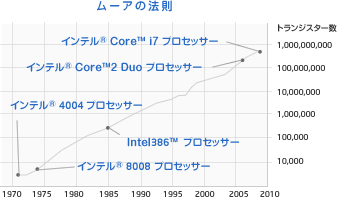 ムーアの法則
トランジスター数
インテル® Core™ i7 プロセッサー
1,000,000,000
インテル® Core™2 Duo プロセッサー
100,000,000
10,000,000
インテル® 4004 プロセッサー
1,000,000
100,000
Intel386™ プロセッサー
インテル® 8008 プロセッサー
10,000
1970 1975 1980 1985 1990 1995 2000 2005 2010